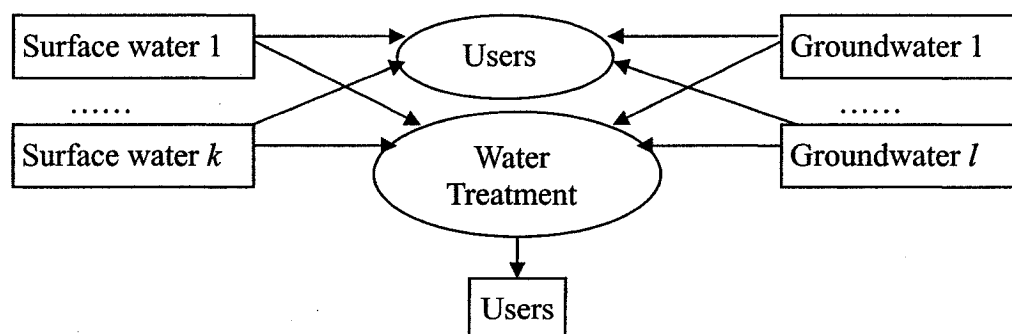 Surface water 1
Users
Groundwater 1
......
......
Surface water k
Water
Treatment
Groundwater l
Users